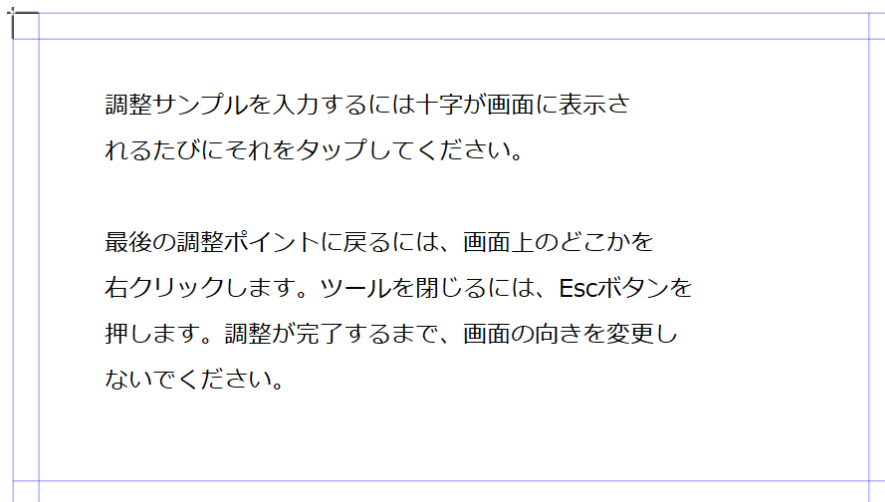 調整サンプルを入力するには十字が画面に表示さ
れるたびにそれをタップしてください。
最後の調整ポイントに戻るには、画面上のどこかを
右クリックします。ツールを閉じるには、Escボタンを
押します。調整が完了するまで、画面の向きを変更し
ないでください。